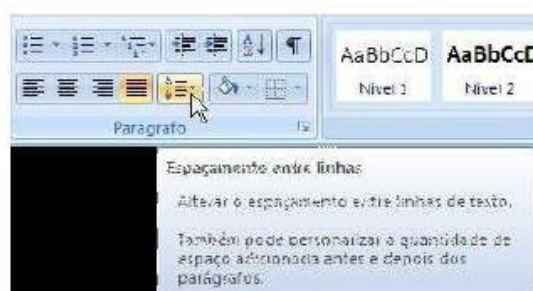 AaBbCcD AaBbCcD
Nível 1 Nível 2
Parágrafo
Espaçamento entre linhas
Alterar o espaçamento entre linhas de texto.
Também pode personalizar a quantidade de
espaço adicionada antes e depois dos
parágrafos.